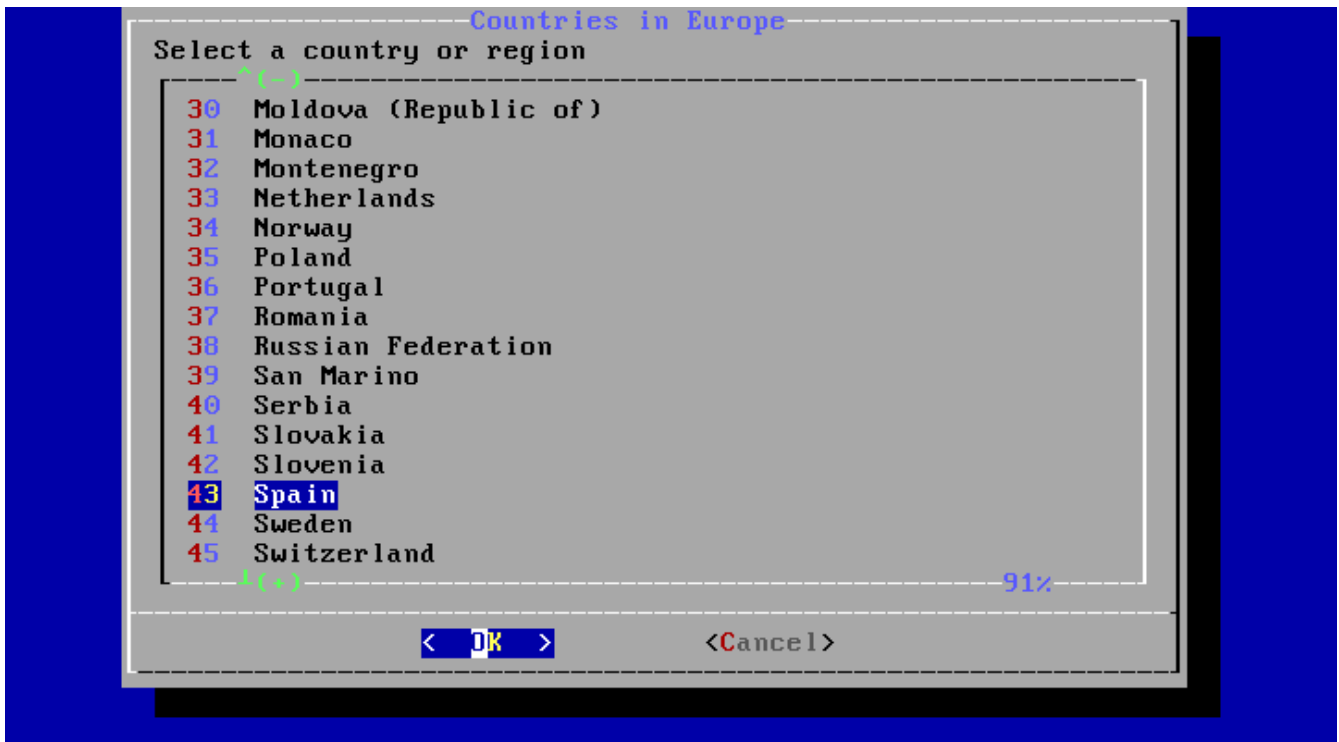 Countries in Europe
Select a country or region
^(-)
30 Moldova (Republic of)
31 Monaco
32 Montenegro
33 Netherlands
34 Norway
35 Poland
36 Portugal
37 Romania
38 Russian Federation
39 San Marino
40 Serbia
41 Slovakia
42 Slovenia
43 Spain
44 Sweden
45 Switzerland
┴(+) 91%
< OK > <Cancel>